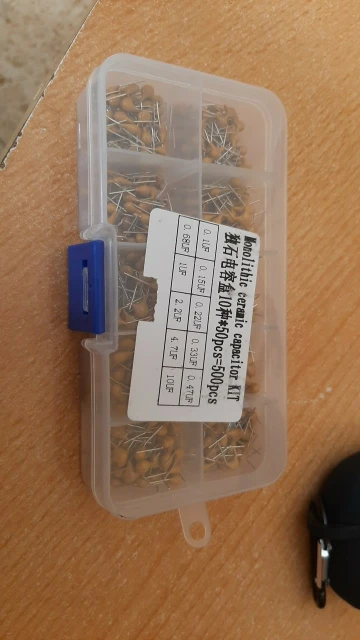 Monolithic ceramic capacitor KIT
独石电容盒10种*50pcs=500pcs
0.1UF 0.15UF 0.22UF 0.33UF 0.47UF
0.68UF 1UF 2.2UF 4.7UF 10UF